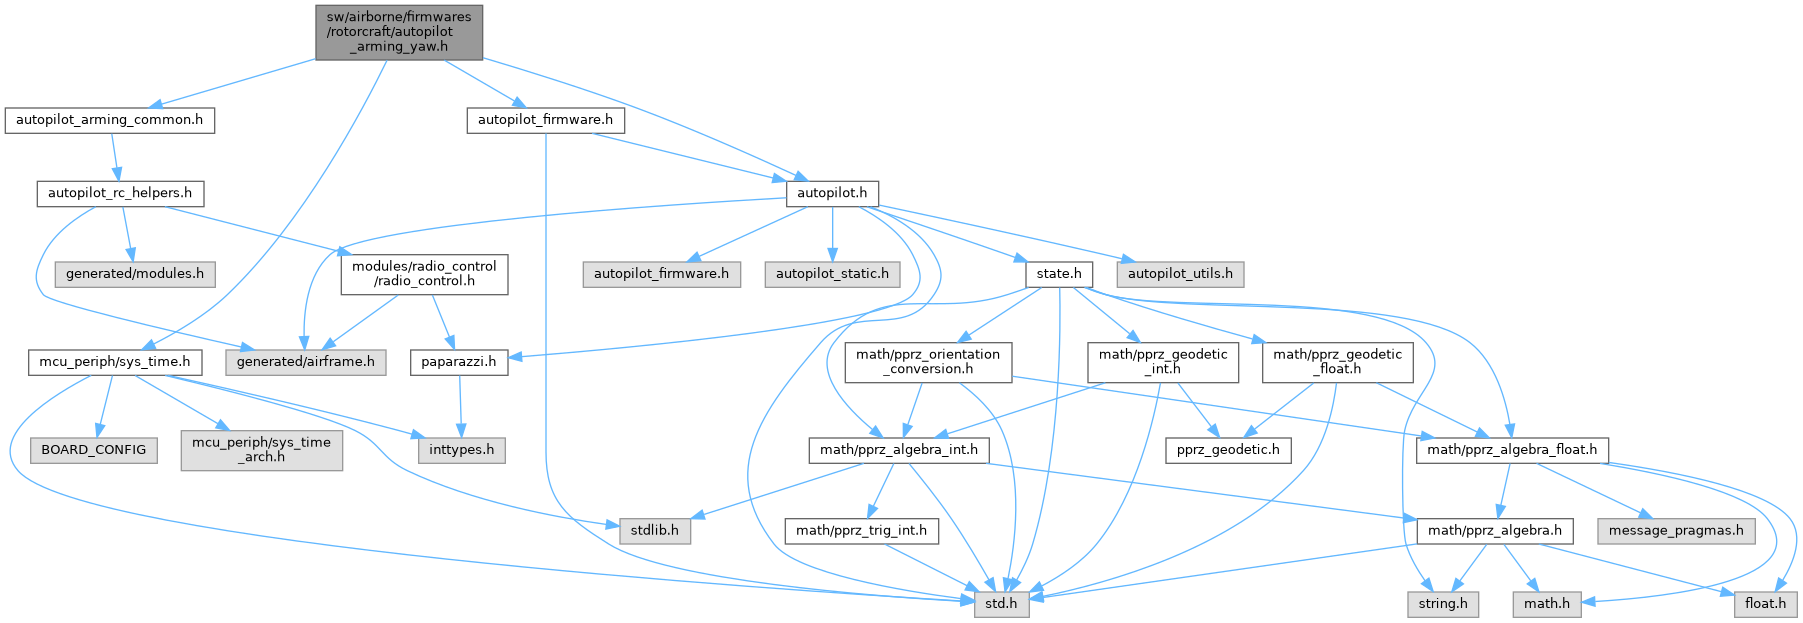 sw/airborne/firmwares
/rotorcraft/autopilot
_arming_yaw.h
autopilot_arming_common.h
autopilot_firmware.h
autopilot_rc_helpers.h
autopilot.h
generated/modules.h
modules/radio_control
/radio_control.h
autopilot_firmware.h
autopilot_static.h
state.h
autopilot_utils.h
mcu_periph/sys_time.h
generated/airframe.h
paparazzi.h
math/pprz_orientation
_conversion.h
math/pprz_geodetic
_int.h
math/pprz_geodetic
_float.h
BOARD_CONFIG
mcu_periph/sys_time
_arch.h
inttypes.h
math/pprz_algebra_int.h
pprz_geodetic.h
math/pprz_algebra_float.h
stdlib.h
math/pprz_trig_int.h
math/pprz_algebra.h
message_pragmas.h
std.h
string.h
math.h
float.h